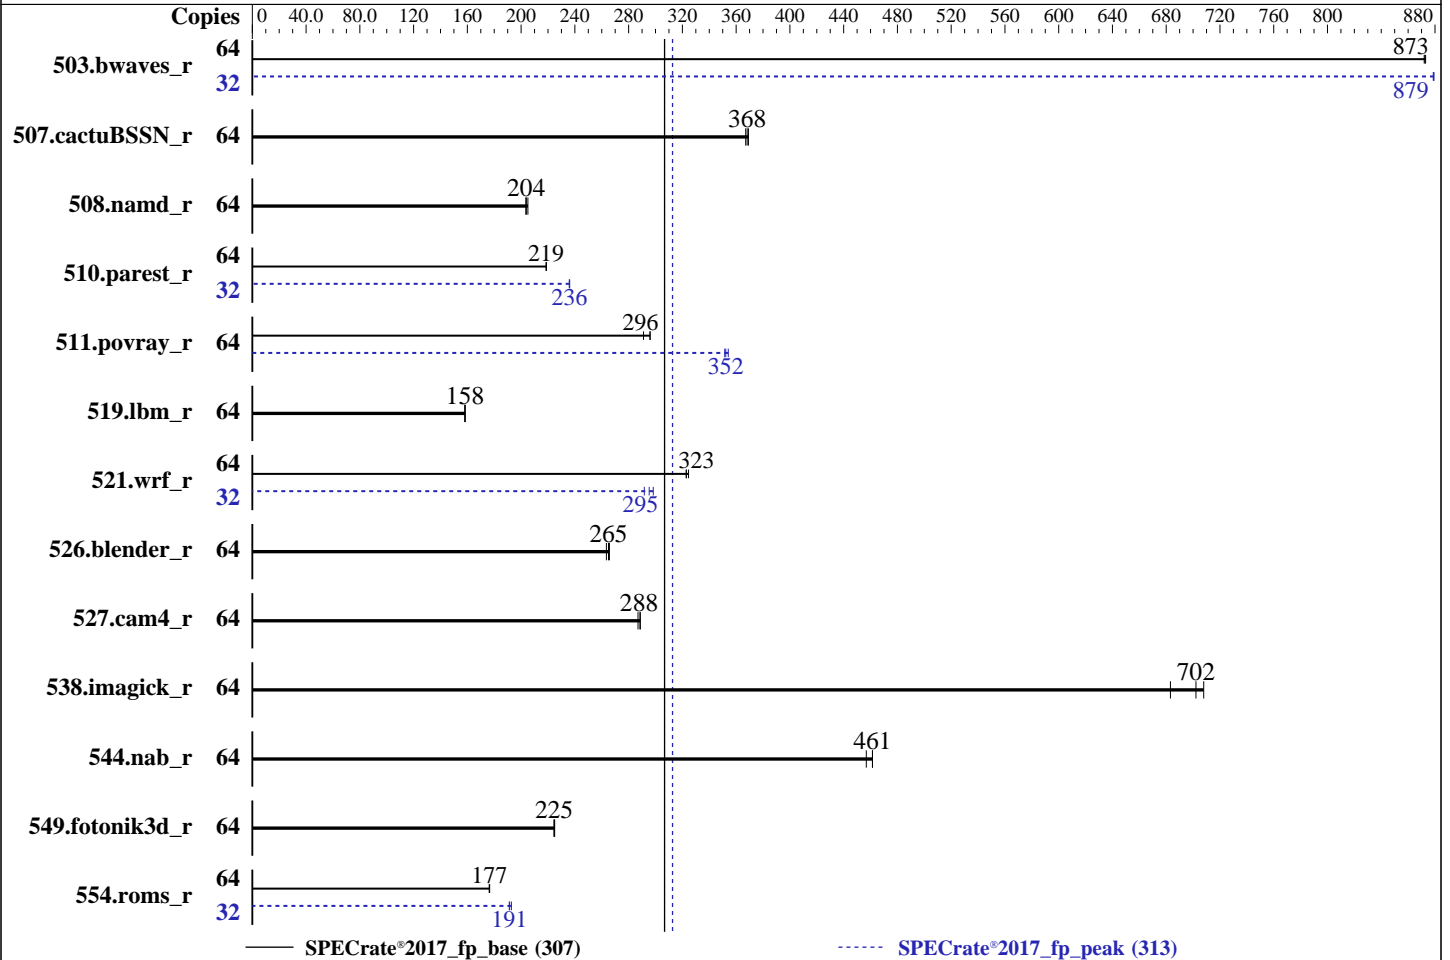 Copies 0 40.0 80.0 120 160 200 240 280 320 360 400 440 480 520 560 600 640 680 720 760 800 880
503.bwaves_r 64 873
32 879
507.cactuBSSN_r 64 368
508.namd_r 64 204
510.parest_r 64 219
32 236
511.povray_r 64 296
352
519.lbm_r 64 158
521.wrf_r 64 323
32 295
526.blender_r 64 265
527.cam4_r 64 288
538.imagick_r 64 702
544.nab_r 64 461
549.fotonik3d_r 64 225
554.roms_r 64 177
32 191
SPECrate®2017_fp_base (307) SPECrate®2017_fp_peak (313)